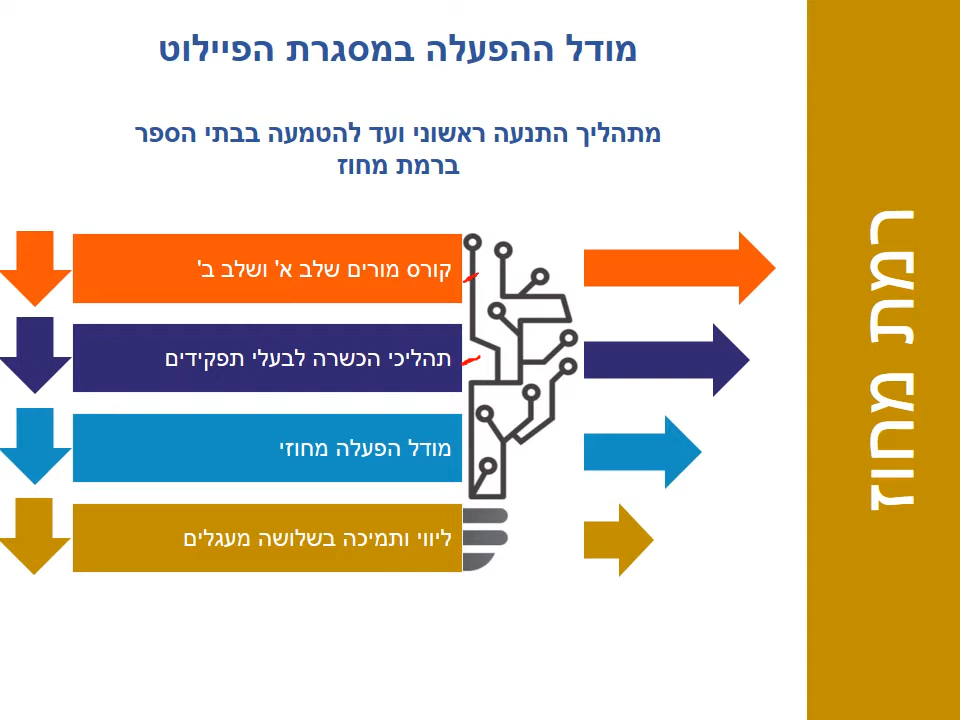 מודל ההפעלה במסגרת הפיילוט
מתהליך התנעה ראשוני ועד להטמעה בבתי הספר
ברמת מחוז
קורס מורים שלב א' ושלב ב'
תהליכי הכשרה לבעלי תפקידים
מודל הפעלה מחוזי
ליווי ותמיכה בשלושה מעגלים
רמת מחוז